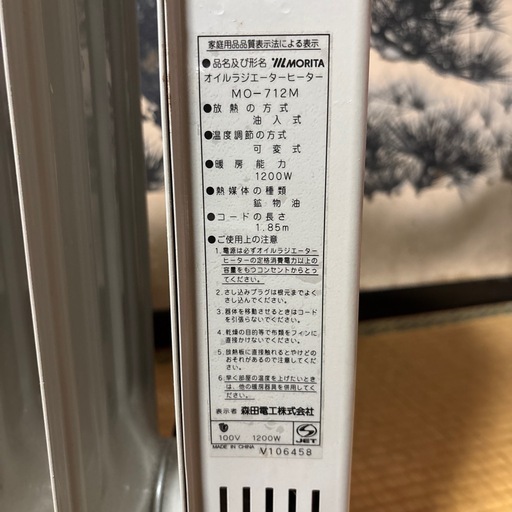 家庭用品品質表示法による表示
●品名及び形名 MORITA
オイルラジエーターヒーター
MO-712M
●放熱の方式
油入式
●温度調節の方式
可変式
●暖房能力
1200W
●熱媒体の種類
鉱物油
●コードの長さ
1.85m
●ご使用上の注意
1.電源は必ずオイルラジエーター
ヒーターの定格消費電力以上の
容量をもつコンセントからとっ
てください。
2.さし込みプラグは根元までよく
さし込んでください。
3.器体を移動させるときはコード
を引張らないでください。
4.乾燥の目的等で布類をフィンに
直接かけないでください。
5.放熱板に直接触れるとやけどの
おそれがあるので注意してくだ
さい。
6.早く部屋の温度を上げたいとき
は、他の暖房器具を併用してく
ださい。
表示者 森田電工株式会社
100V 1200W
JET
MADE IN CHINA V106458